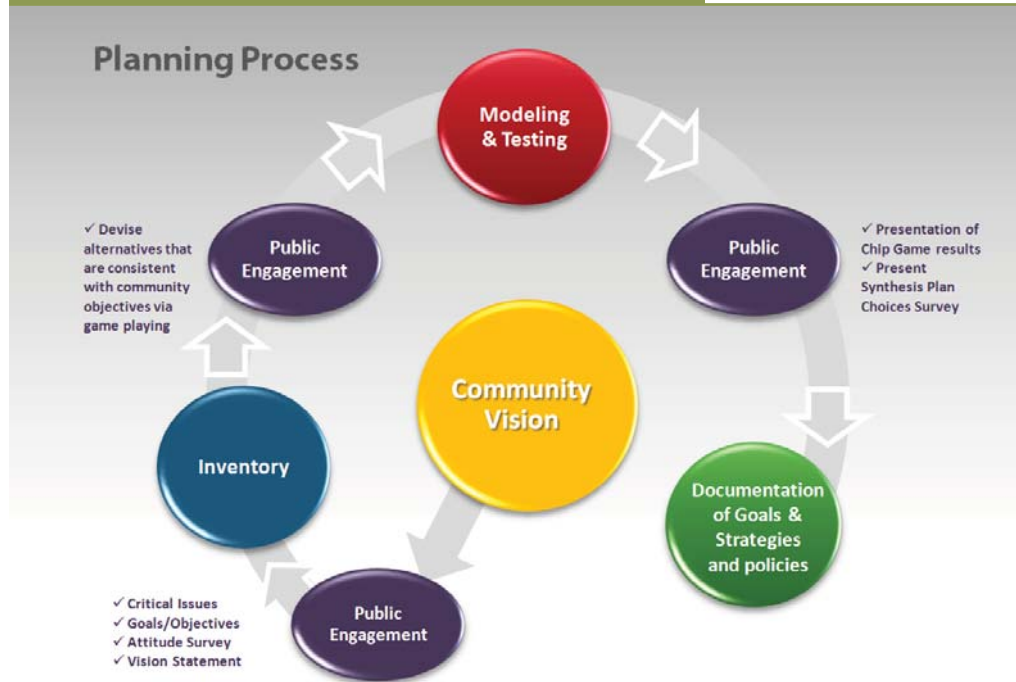 Planning Process
Modeling
& Testing
Public
Engagement
✓ Devise
alternatives that
are consistent
with community
objectives via
game playing
Public
Engagement
✓ Presentation of
Chip Game results
✓ Present
Synthesis Plan
Choices Survey
Community
Vision
Inventory
Documentation
of Goals &
Strategies
and policies
Public
Engagement
✓ Critical Issues
✓ Goals/Objectives
✓ Attitude Survey
✓ Vision Statement